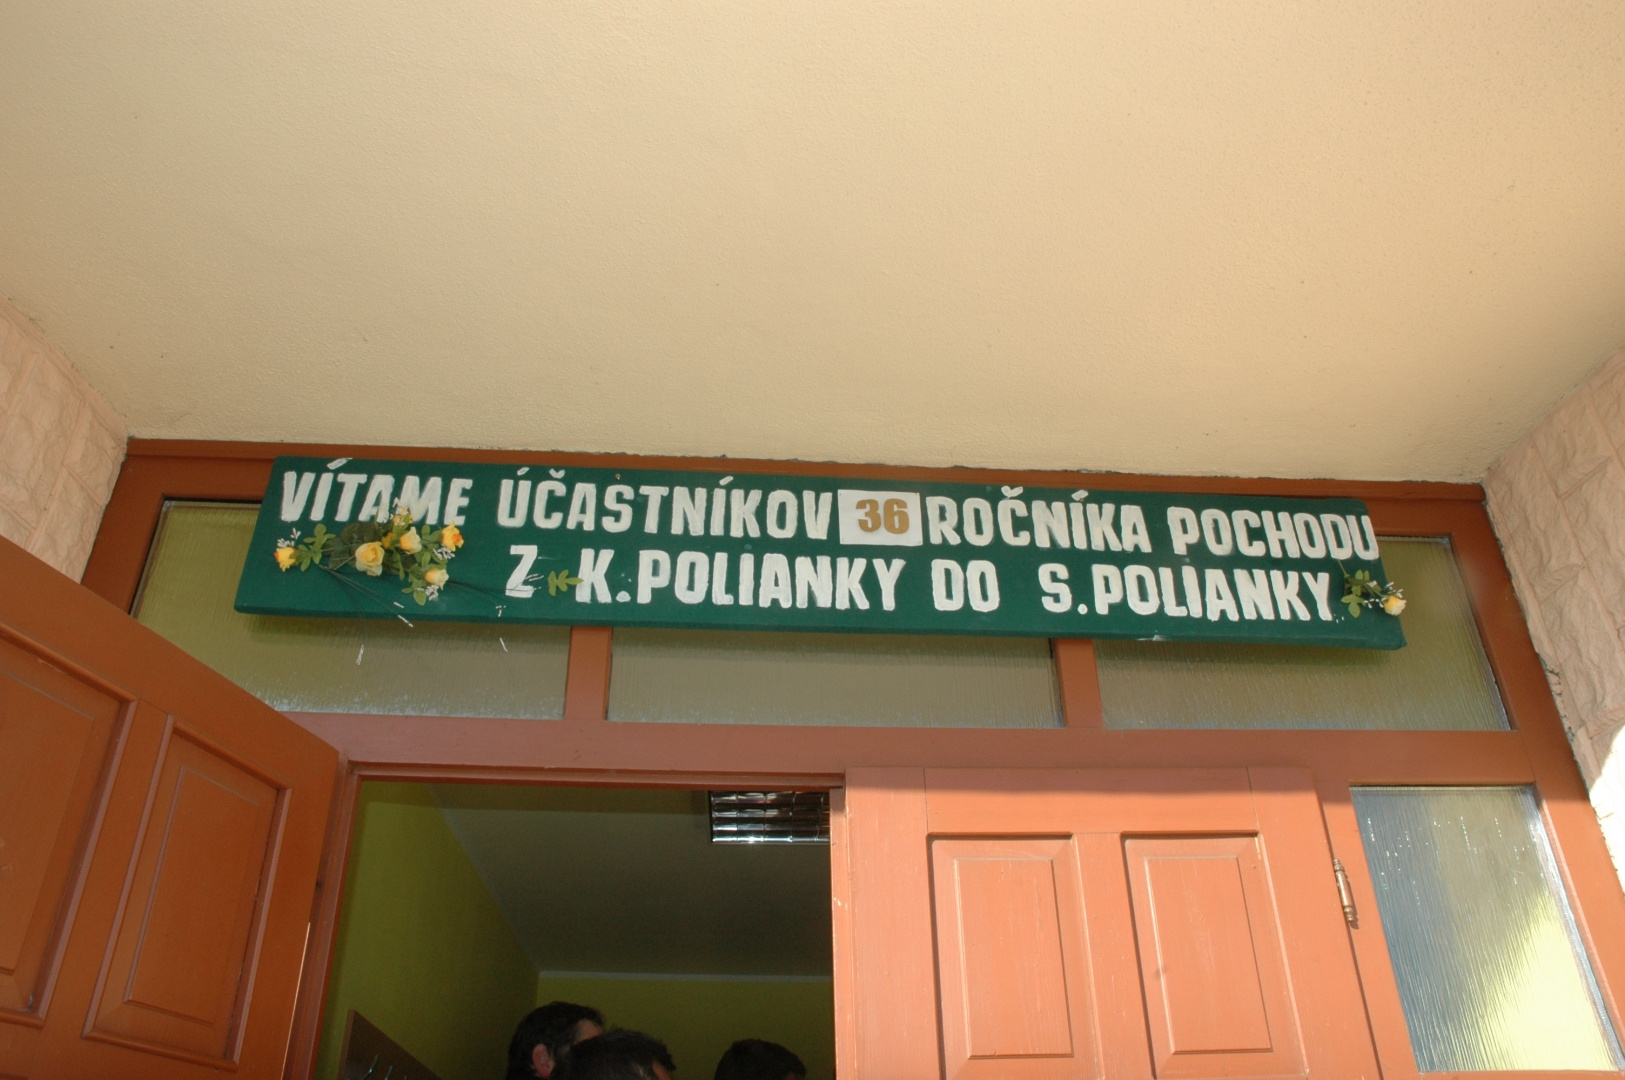 VÍTAME ÚČASTNÍKOV 36 ROČNÍKA POCHODU
Z K.POLIANKY DO S.POLIANKY